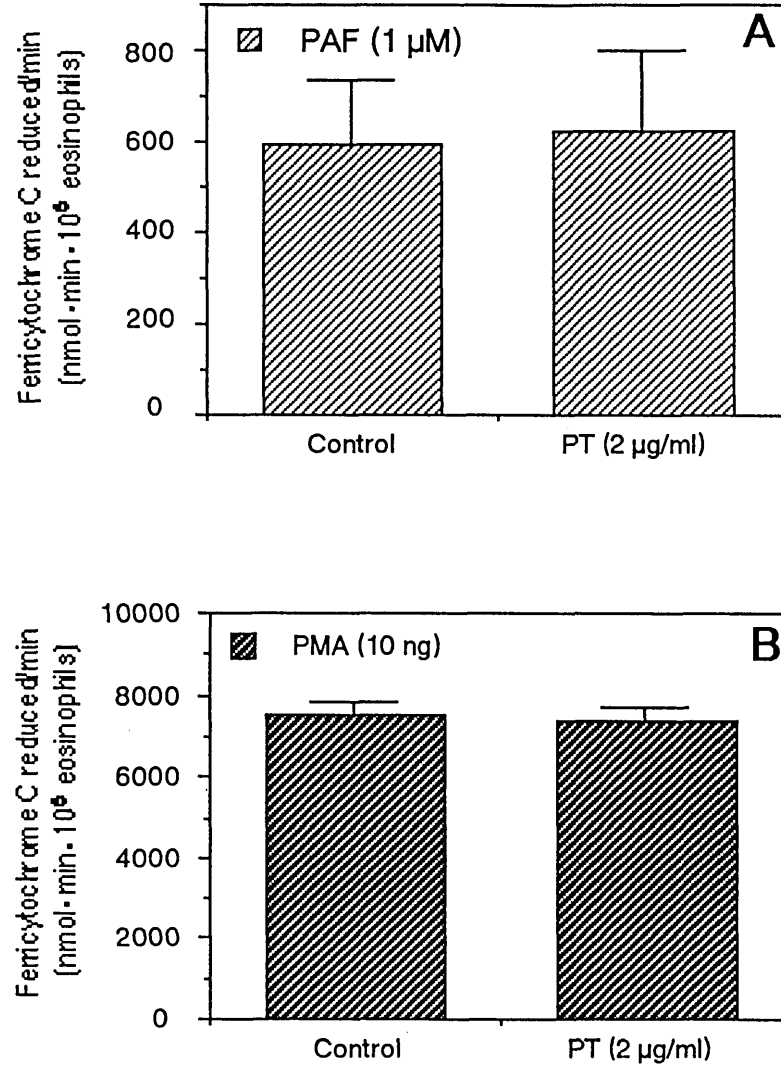 A
PAF (1 µM)
Ferricytochrome C reduced/min
(nmol•min•10⁶ eosinophils)
800
600
400
200
0
Control
PT (2 µg/ml)
B
PMA (10 ng)
Ferricytochrome C reduced/min
(nmol•min•10⁶ eosinophils)
10000
8000
6000
4000
2000
0
Control
PT (2 µg/ml)